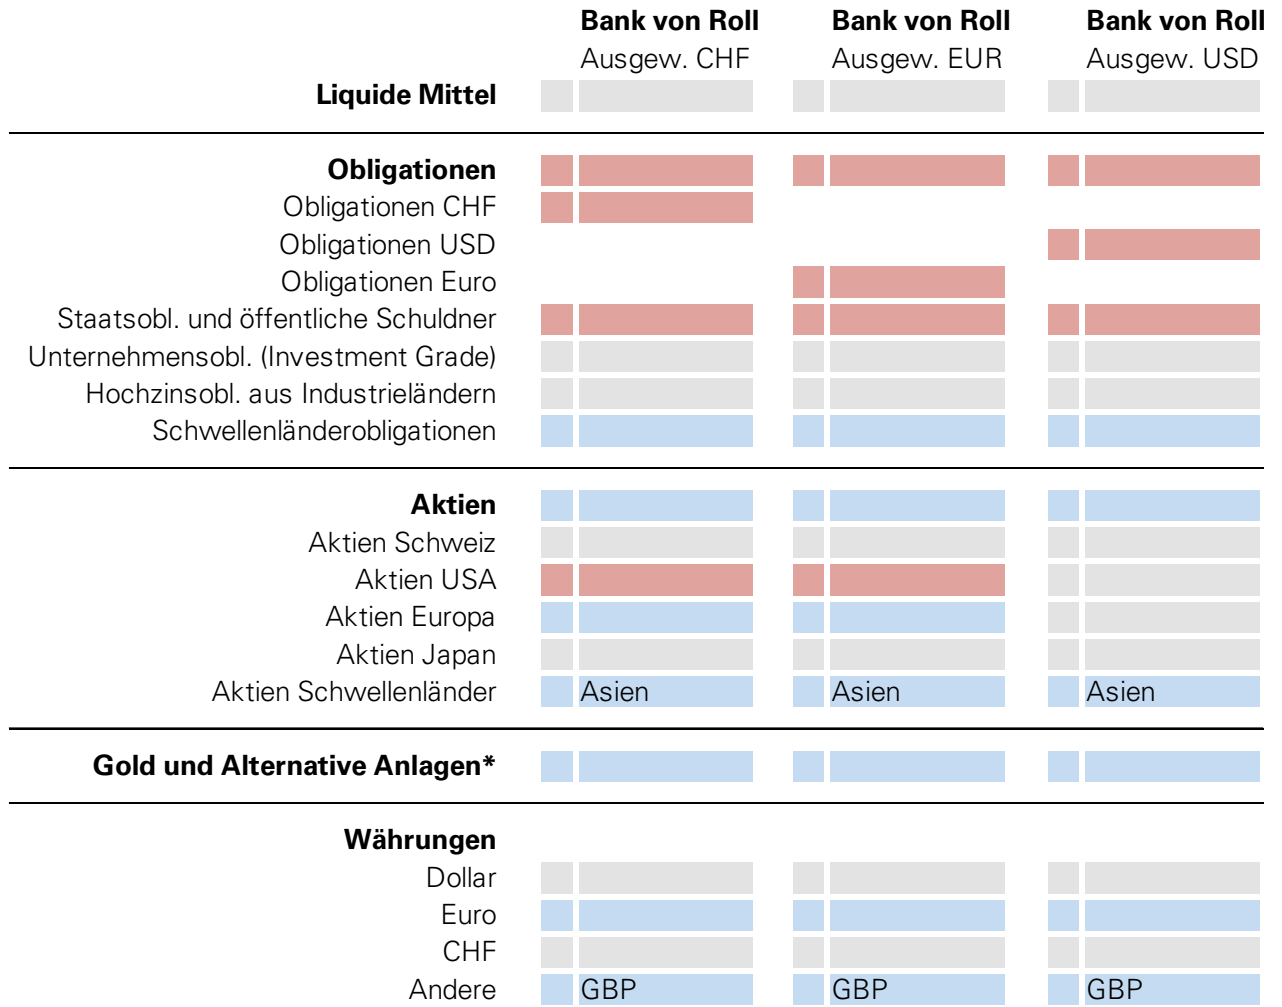 Bank von Roll Bank von Roll Bank von Roll
Ausgew. CHF Ausgew. EUR Ausgew. USD
Liquide Mittel
Obligationen
Obligationen CHF
Obligationen USD
Obligationen Euro
Staatsobl. und öffentliche Schuldner
Unternehmensobl. (Investment Grade)
Hochzinsobl. aus Industrieländern
Schwellenländerobligationen
Aktien
Aktien Schweiz
Aktien USA
Aktien Europa
Aktien Japan
Aktien Schwellenländer Asien Asien Asien
Gold und Alternative Anlagen*
Währungen
Dollar
Euro
CHF
Andere GBP GBP GBP